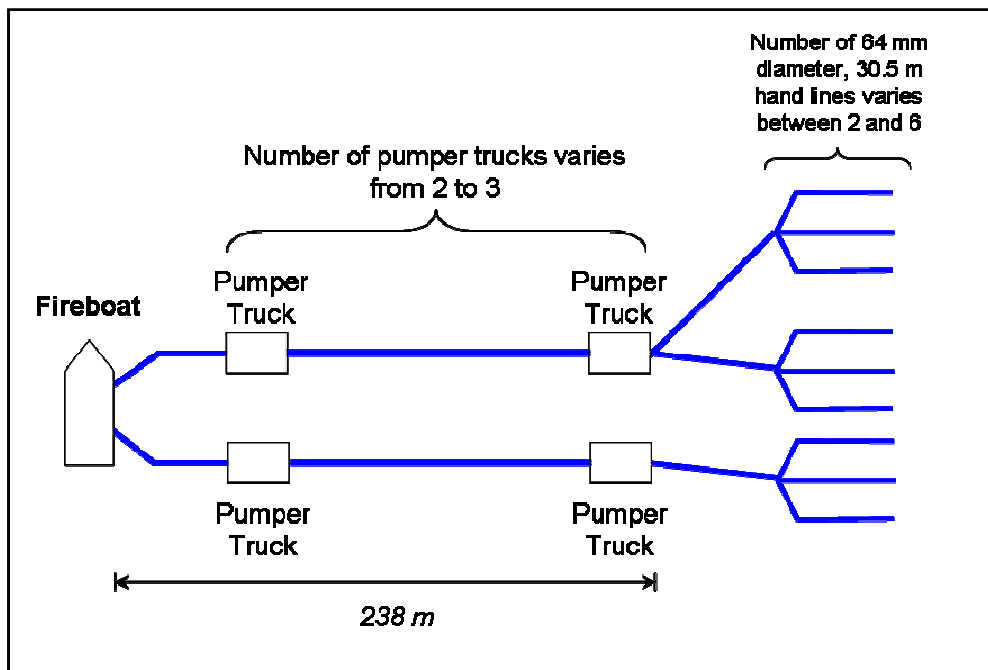 Number of 64 mm
diameter, 30.5 m
hand lines varies
between 2 and 6
Number of pumper trucks varies
from 2 to 3
Fireboat
Pumper
Truck
Pumper
Truck
Pumper
Truck
Pumper
Truck
238 m